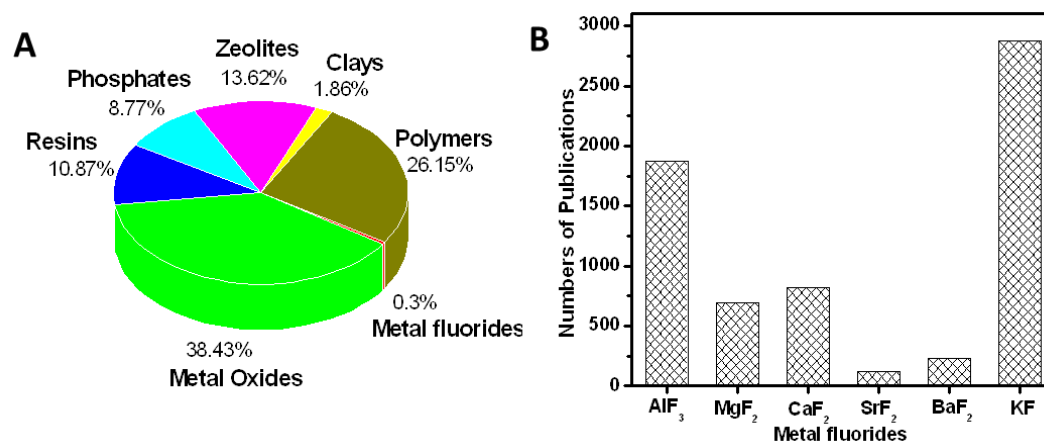 A
Zeolites
13.62%
Clays
1.86%
Phosphates
8.77%
Polymers
26.15%
Resins
10.87%
0.3%
Metal fluorides
38.43%
Metal Oxides
B
Numbers of Publications
3000
2500
2000
1500
1000
500
0
AlF₃ MgF₂ CaF₂ SrF₂ BaF₂ KF
Metal fluorides